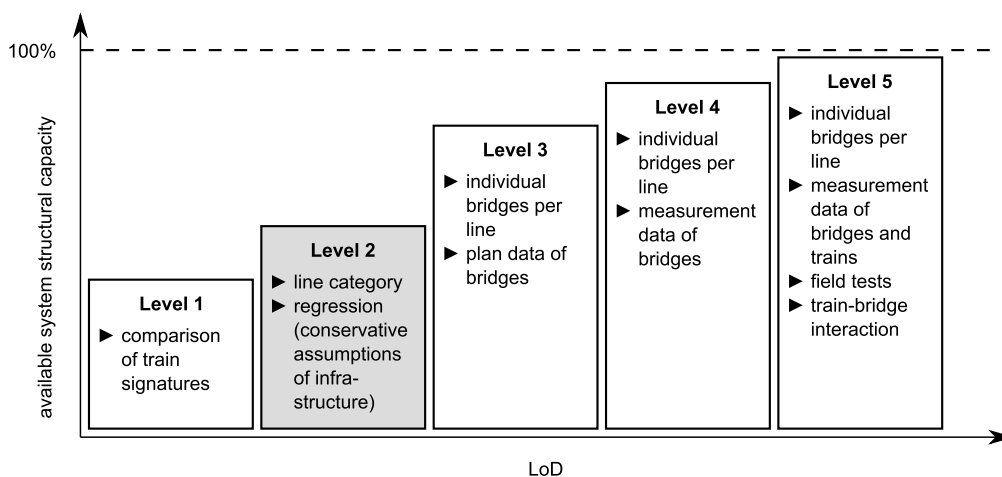 100%
available system structural capacity
Level 1
► comparison
of train
signatures
Level 2
► line category
► regression
(conservative
assumptions
of infra-
structure)
Level 3
► individual
bridges per
line
► plan data of
bridges
Level 4
► individual
bridges per
line
► measurement
data of
bridges
Level 5
► individual
bridges per
line
► measurement
data of
bridges and
trains
► field tests
► train-bridge
interaction
LoD